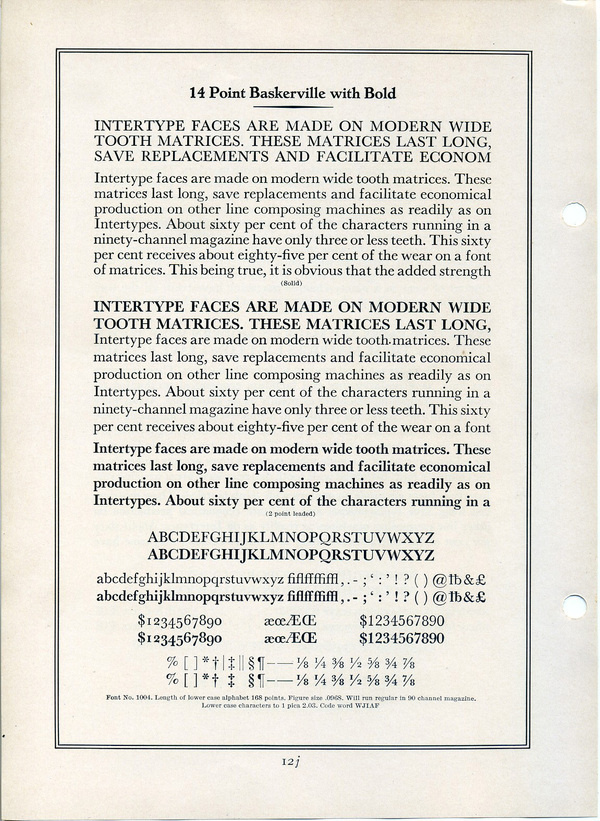 14 Point Baskerville with Bold
INTERTYPE FACES ARE MADE ON MODERN WIDE
TOOTH MATRICES. THESE MATRICES LAST LONG,
SAVE REPLACEMENTS AND FACILITATE ECONOM
Intertype faces are made on modern wide tooth matrices. These
matrices last long, save replacements and facilitate economical
production on other line composing machines as readily as on
Intertypes. About sixty per cent of the characters running in a
ninety-channel magazine have only three or less teeth. This sixty
per cent receives about eighty-five per cent of the wear on a font
of matrices. This being true, it is obvious that the added strength
(Solid)
INTERTYPE FACES ARE MADE ON MODERN WIDE
TOOTH MATRICES. THESE MATRICES LAST LONG,
Intertype faces are made on modern wide tooth matrices. These
matrices last long, save replacements and facilitate economical
production on other line composing machines as readily as on
Intertypes. About sixty per cent of the characters running in a
ninety-channel magazine have only three or less teeth. This sixty
per cent receives about eighty-five per cent of the wear on a font
Intertype faces are made on modern wide tooth matrices. These
matrices last long, save replacements and facilitate economical
production on other line composing machines as readily as on
Intertypes. About sixty per cent of the characters running in a
(2 point leaded)
ABCDEFGHIJKLMNOPQRSTUVWXYZ
ABCDEFGHIJKLMNOPQRSTUVWXYZ
abcdefghijklmnopqrstuvwxyz fiflffffiffl , . - ; ‘ : ’ ! ? ( ) @ ℔ & £
abcdefghijklmnopqrstuvwxyz fiflffffiffl , . - ; ‘ : ’ ! ? ( ) @ ℔ & £
$1234567890 æœÆŒ $1234567890
$1234567890 æœÆŒ $1234567890
% [ ] * † | ‡ || § ¶ — — ⅛ ¼ ⅜ ½ ⅝ ¾ ⅞
% [ ] * † ‡ § ¶ — — ⅛ ¼ ⅜ ½ ⅝ ¾ ⅞
Font No. 1004. Length of lower case alphabet 168 points. Figure size .0968. Will run regular in 90 channel magazine.
Lower case characters to 1 pica 2.03. Code word WJIAF
12j